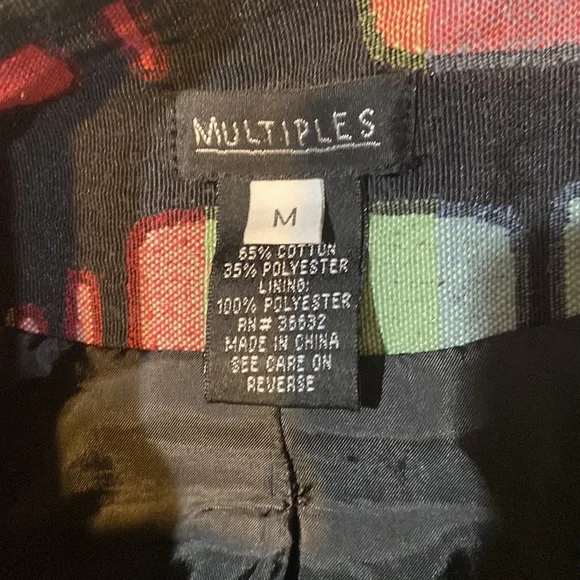 MULTIPLES
M
65% COTTON
35% POLYESTER
LINING:
100% POLYESTER
RN# 36632
MADE IN CHINA
SEE CARE ON
REVERSE